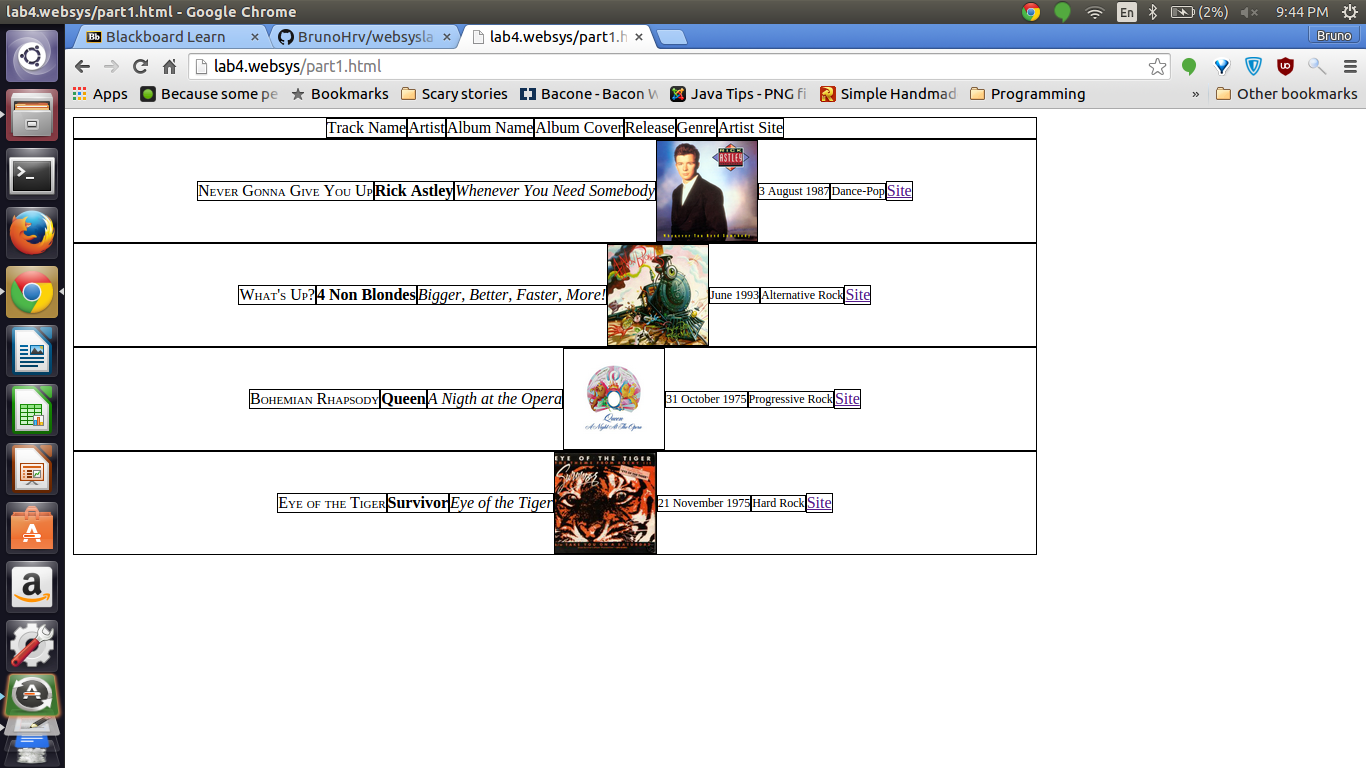 lab4.websys/part1.html - Google Chrome
En
(2%)
9:44 PM
Blackboard Learn
BrunoHrv/websysla
lab4.websys/part1.h
Bruno
lab4.websys/part1.html
Apps
Because some pe
Bookmarks
Scary stories
Bacone - Bacon W
Java Tips - PNG fi
Simple Handmad
Programming
»
Other bookmarks
Track Name Artist Album Name Album Cover Release Genre Artist Site
Never Gonna Give You Up Rick Astley Whenever You Need Somebody 3 August 1987 Dance-Pop Site
RICK
ASTLEY
WHENEVER YOU NEED SOMEBODY
What's Up? 4 Non Blondes Bigger, Better, Faster, More! June 1993 Alternative Rock Site
Bohemian Rhapsody Queen A Nigth at the Opera 31 October 1975 Progressive Rock Site
Queen
A Night At The Opera
Eye of the Tiger Survivor Eye of the Tiger 21 November 1975 Hard Rock Site
EYE OF THE TIGER
Survivor